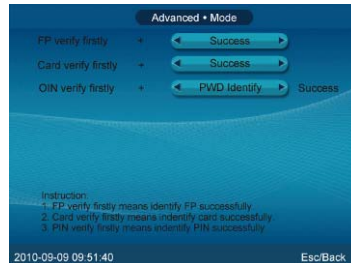 Advanced • Mode
FP verify firstly → Success
Card verify firstly → Success
OIN verify firstly → PWD Identify Success
Instruction:
1. FP verify firstly means identify FP successfully
2. Card verify firstly means indentify card successfully.
3. PIN verify firstly means indentify PIN successfully
2010-09-09 09:51:40 Esc/Back